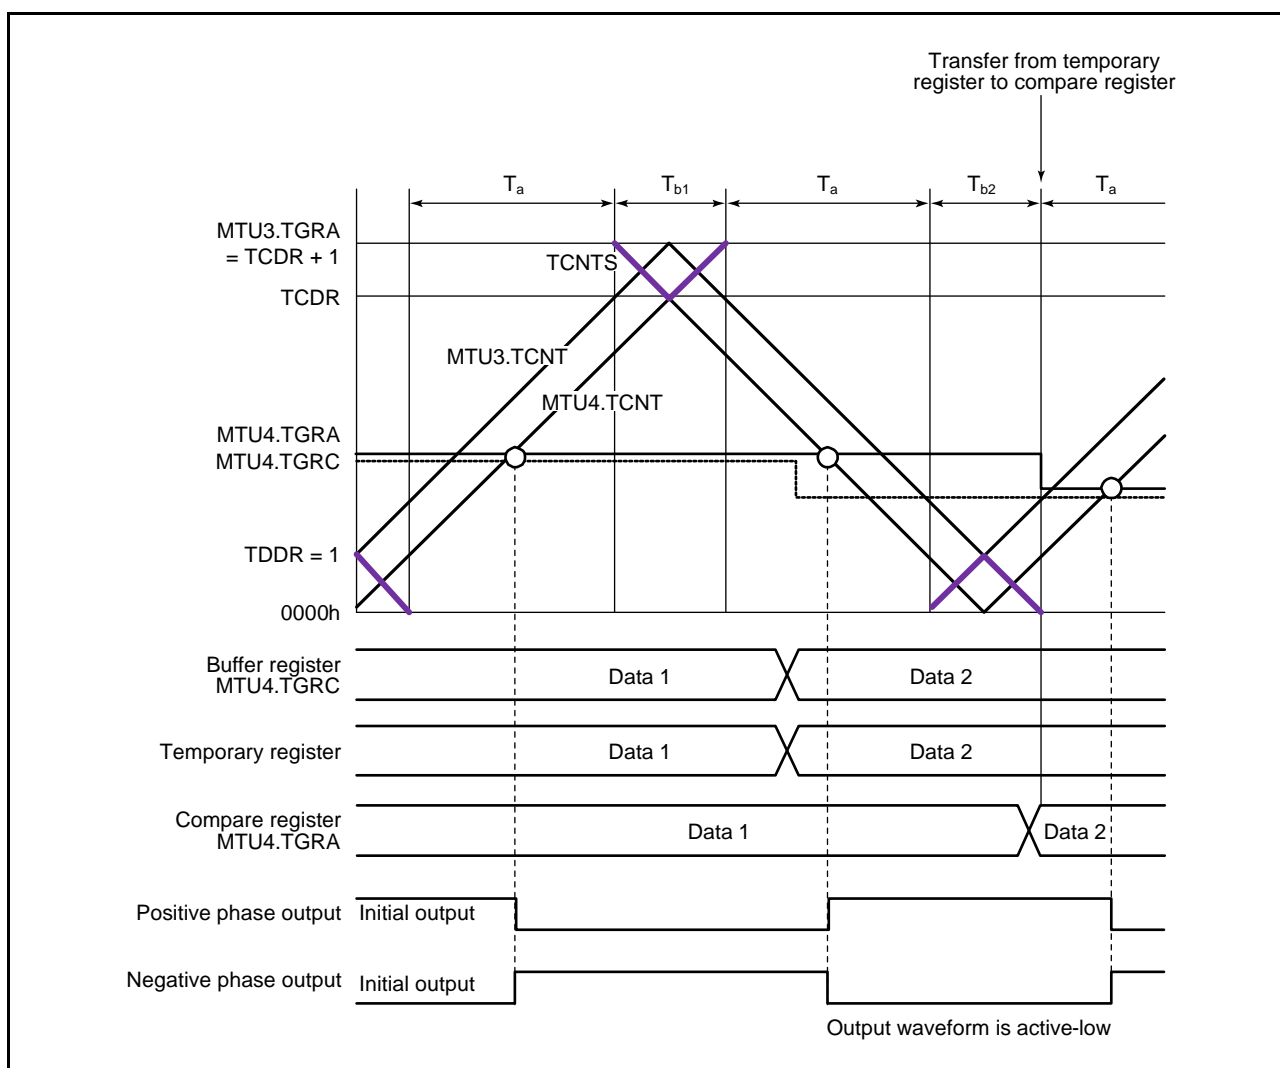 Transfer from temporary
register to compare register
Ta
Tb1
Ta
Tb2
Ta
MTU3.TGRA
= TCDR + 1
TCNTS
TCDR
MTU3.TCNT
MTU4.TCNT
MTU4.TGRA
MTU4.TGRC
TDDR = 1
0000h
Buffer register
MTU4.TGRC
Data 1
Data 2
Temporary register
Data 1
Data 2
Compare register
MTU4.TGRA
Data 1
Data 2
Positive phase output
Initial output
Negative phase output
Initial output
Output waveform is active-low